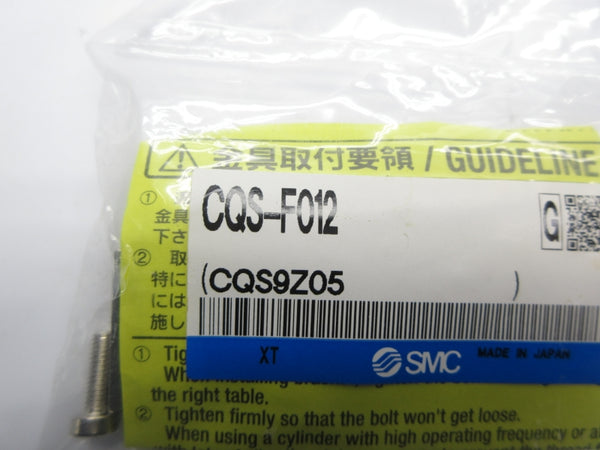 金具取付要領 / GUIDELINE
CQS-F012
G
(CQS9Z05 )
XT SMC MADE IN JAPAN
①
金具
下さ
② 取
特に
には
施し
① Tig
the right table.
② Tighten firmly so that the bolt won't get loose.
When using a cylinder with high operating frequency or